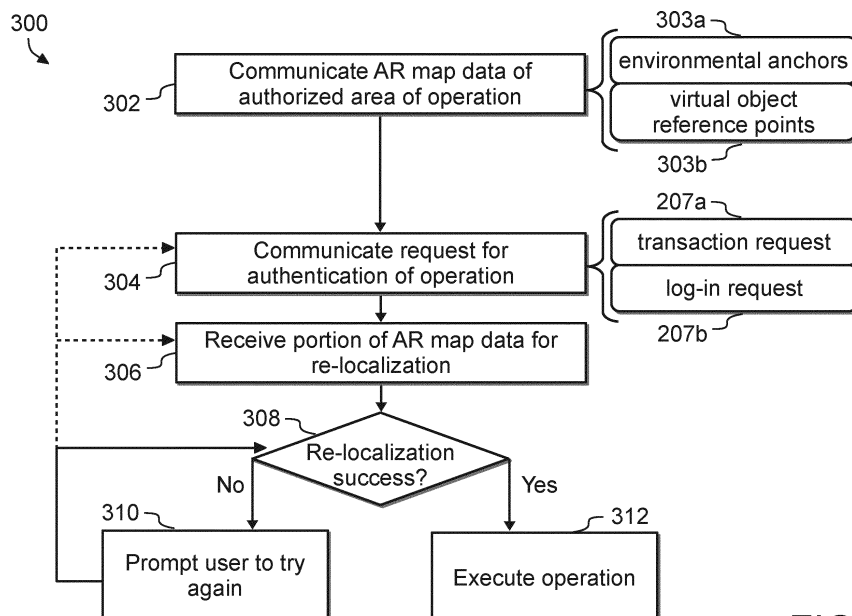 300
302
Communicate AR map data of
authorized area of operation
303a
environmental anchors
virtual object
reference points
303b
304
Communicate request for
authentication of operation
207a
transaction request
log-in request
207b
306
Receive portion of AR map data for
re-localization
308
Re-localization
success?
No
Yes
310
Prompt user to try
again
312
Execute operation